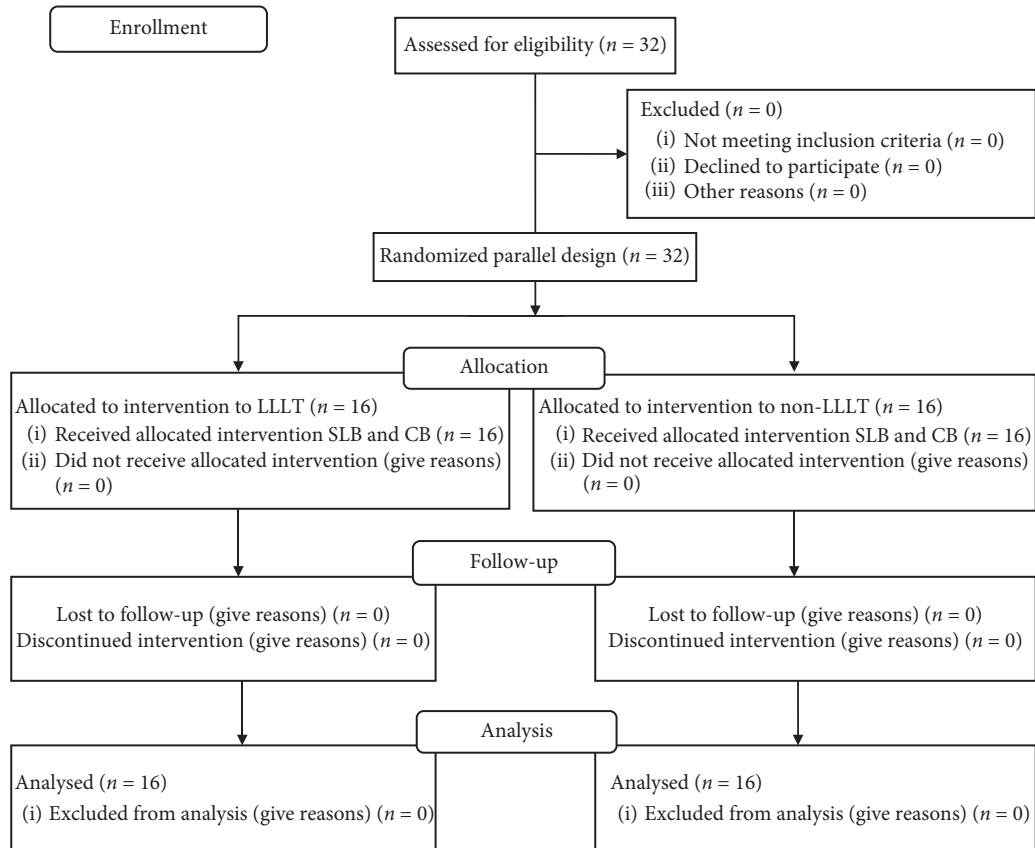 Enrollment
Assessed for eligibility (n = 32)
Excluded (n = 0)
(i) Not meeting inclusion criteria (n = 0)
(ii) Declined to participate (n = 0)
(iii) Other reasons (n = 0)
Randomized parallel design (n = 32)
Allocation
Allocated to intervention to LLLT (n = 16)
(i) Received allocated intervention SLB and CB (n = 16)
(ii) Did not receive allocated intervention (give reasons)
(n = 0)
Allocated to intervention to non-LLLT (n = 16)
(i) Received allocated intervention SLB and CB (n = 16)
(ii) Did not receive allocated intervention (give reasons)
(n = 0)
Follow-up
Lost to follow-up (give reasons) (n = 0)
Discontinued intervention (give reasons) (n = 0)
Lost to follow-up (give reasons) (n = 0)
Discontinued intervention (give reasons) (n = 0)
Analysis
Analysed (n = 16)
(i) Excluded from analysis (give reasons) (n = 0)
Analysed (n = 16)
(i) Excluded from analysis (give reasons) (n = 0)